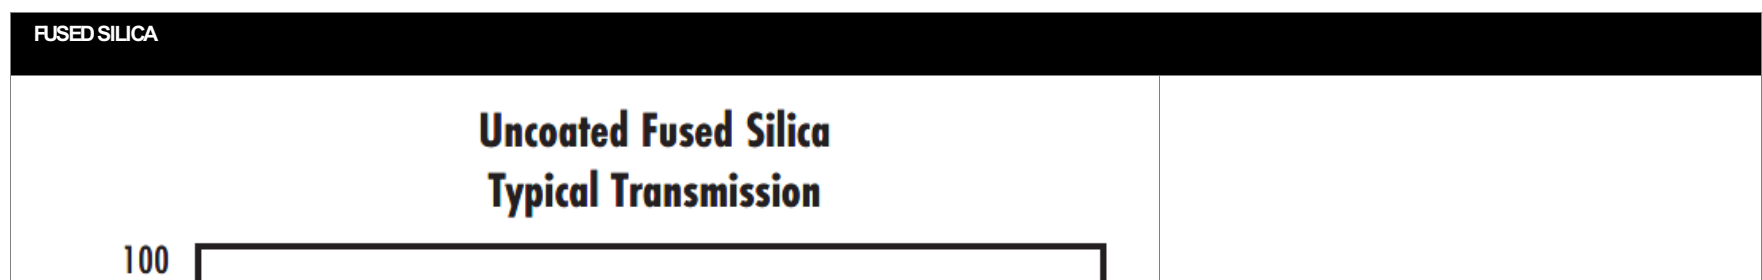 FUSED SILICA
Uncoated Fused Silica
Typical Transmission
100